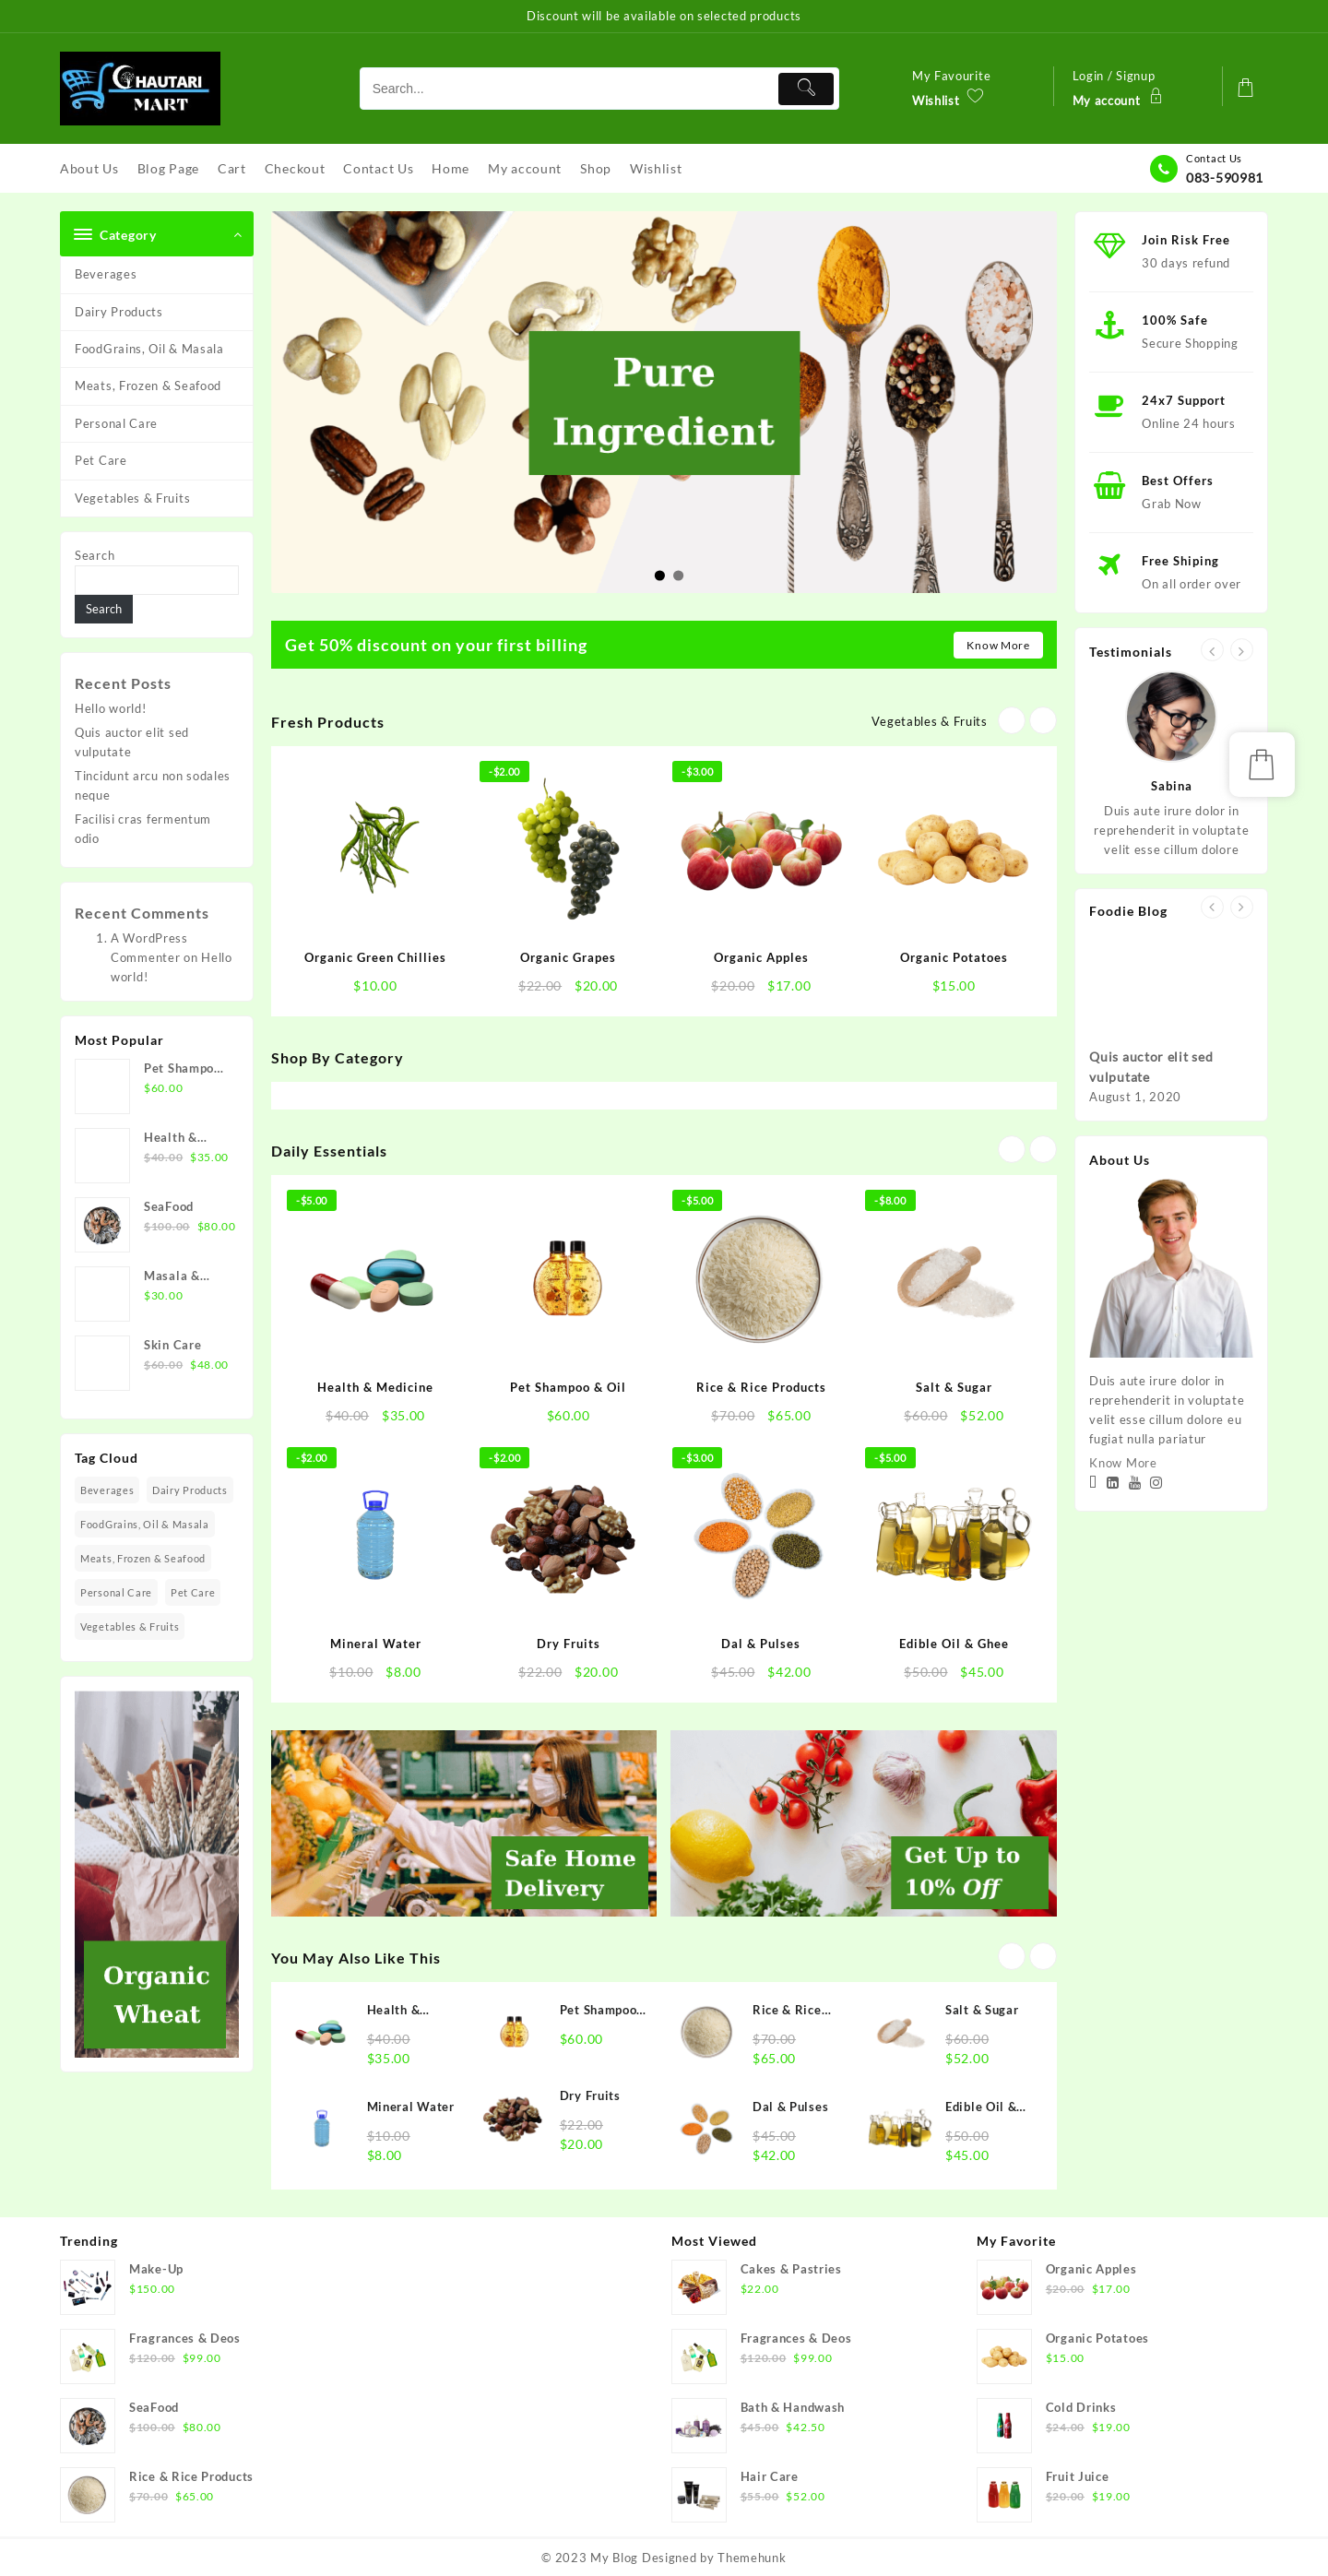 Discount will be available on selected products
CHAUTARI
MART
Search...
My Favourite
Wishlist
Login / Signup
My account
About Us
Blog Page
Cart
Checkout
Contact Us
Home
My account
Shop
Wishlist
Contact Us
083-590981
Category
Beverages
Dairy Products
FoodGrains, Oil & Masala
Meats, Frozen & Seafood
Personal Care
Pet Care
Vegetables & Fruits
Search
Search
Recent Posts
Hello world!
Quis auctor elit sed
vulputate
Tincidunt arcu non sodales
neque
Facilisi cras fermentum
odio
Recent Comments
1. A WordPress
Commenter on Hello
world!
Most Popular
Pet Shampo...
$60.00
Health &...
$40.00 $35.00
SeaFood
$100.00 $80.00
Masala &...
$30.00
Skin Care
$60.00 $48.00
Tag Cloud
Beverages
Dairy Products
FoodGrains, Oil & Masala
Meats, Frozen & Seafood
Personal Care
Pet Care
Vegetables & Fruits
Organic
Wheat
Pure
Ingredient
Get 50% discount on your first billing
Know More
Fresh Products
Vegetables & Fruits
-$2.00
-$3.00
Organic Green Chillies
$10.00
Organic Grapes
$22.00 $20.00
Organic Apples
$20.00 $17.00
Organic Potatoes
$15.00
Shop By Category
Daily Essentials
-$5.00
-$5.00
-$8.00
Health & Medicine
$40.00 $35.00
Pet Shampoo & Oil
$60.00
Rice & Rice Products
$70.00 $65.00
Salt & Sugar
$60.00 $52.00
-$2.00
-$2.00
-$3.00
-$5.00
Mineral Water
$10.00 $8.00
Dry Fruits
$22.00 $20.00
Dal & Pulses
$45.00 $42.00
Edible Oil & Ghee
$50.00 $45.00
Safe Home
Delivery
Get Up to
10% Off
You May Also Like This
Health &...
$40.00
$35.00
Pet Shampoo...
$60.00
Rice & Rice...
$70.00
$65.00
Salt & Sugar
$60.00
$52.00
Mineral Water
$10.00
$8.00
Dry Fruits
$22.00
$20.00
Dal & Pulses
$45.00
$42.00
Edible Oil &...
$50.00
$45.00
Join Risk Free
30 days refund
100% Safe
Secure Shopping
24x7 Support
Online 24 hours
Best Offers
Grab Now
Free Shiping
On all order over
Testimonials
Sabina
Duis aute irure dolor in
reprehenderit in voluptate
velit esse cillum dolore
Foodie Blog
Quis auctor elit sed
vulputate
August 1, 2020
About Us
Duis aute irure dolor in
reprehenderit in voluptate
velit esse cillum dolore eu
fugiat nulla pariatur
Know More
Trending
Make-Up
$150.00
Fragrances & Deos
$120.00 $99.00
SeaFood
$100.00 $80.00
Rice & Rice Products
$70.00 $65.00
Most Viewed
Cakes & Pastries
$22.00
Fragrances & Deos
$120.00 $99.00
Bath & Handwash
$45.00 $42.50
Hair Care
$55.00 $52.00
My Favorite
Organic Apples
$20.00 $17.00
Organic Potatoes
$15.00
Cold Drinks
$24.00 $19.00
Fruit Juice
$20.00 $19.00
© 2023 My Blog Designed by Themehunk